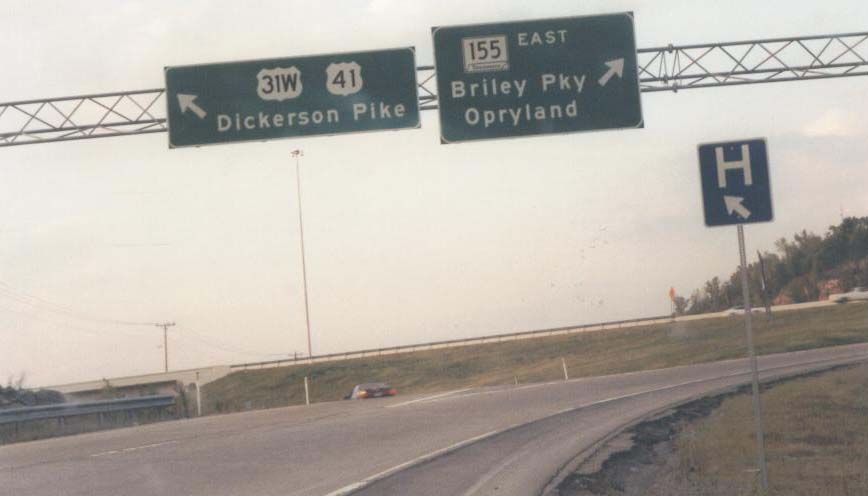 31W 41
Dickerson Pike
155 EAST
Briley Pky
Opryland
H